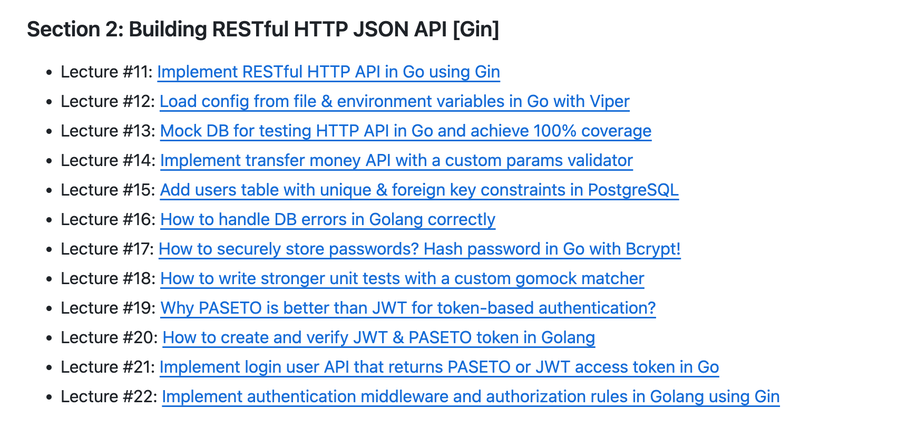 Section 2: Building RESTful HTTP JSON API [Gin]
• Lecture #11: Implement RESTful HTTP API in Go using Gin
• Lecture #12: Load config from file & environment variables in Go with Viper
• Lecture #13: Mock DB for testing HTTP API in Go and achieve 100% coverage
• Lecture #14: Implement transfer money API with a custom params validator
• Lecture #15: Add users table with unique & foreign key constraints in PostgreSQL
• Lecture #16: How to handle DB errors in Golang correctly
• Lecture #17: How to securely store passwords? Hash password in Go with Bcrypt!
• Lecture #18: How to write stronger unit tests with a custom gomock matcher
• Lecture #19: Why PASETO is better than JWT for token-based authentication?
• Lecture #20: How to create and verify JWT & PASETO token in Golang
• Lecture #21: Implement login user API that returns PASETO or JWT access token in Go
• Lecture #22: Implement authentication middleware and authorization rules in Golang using Gin